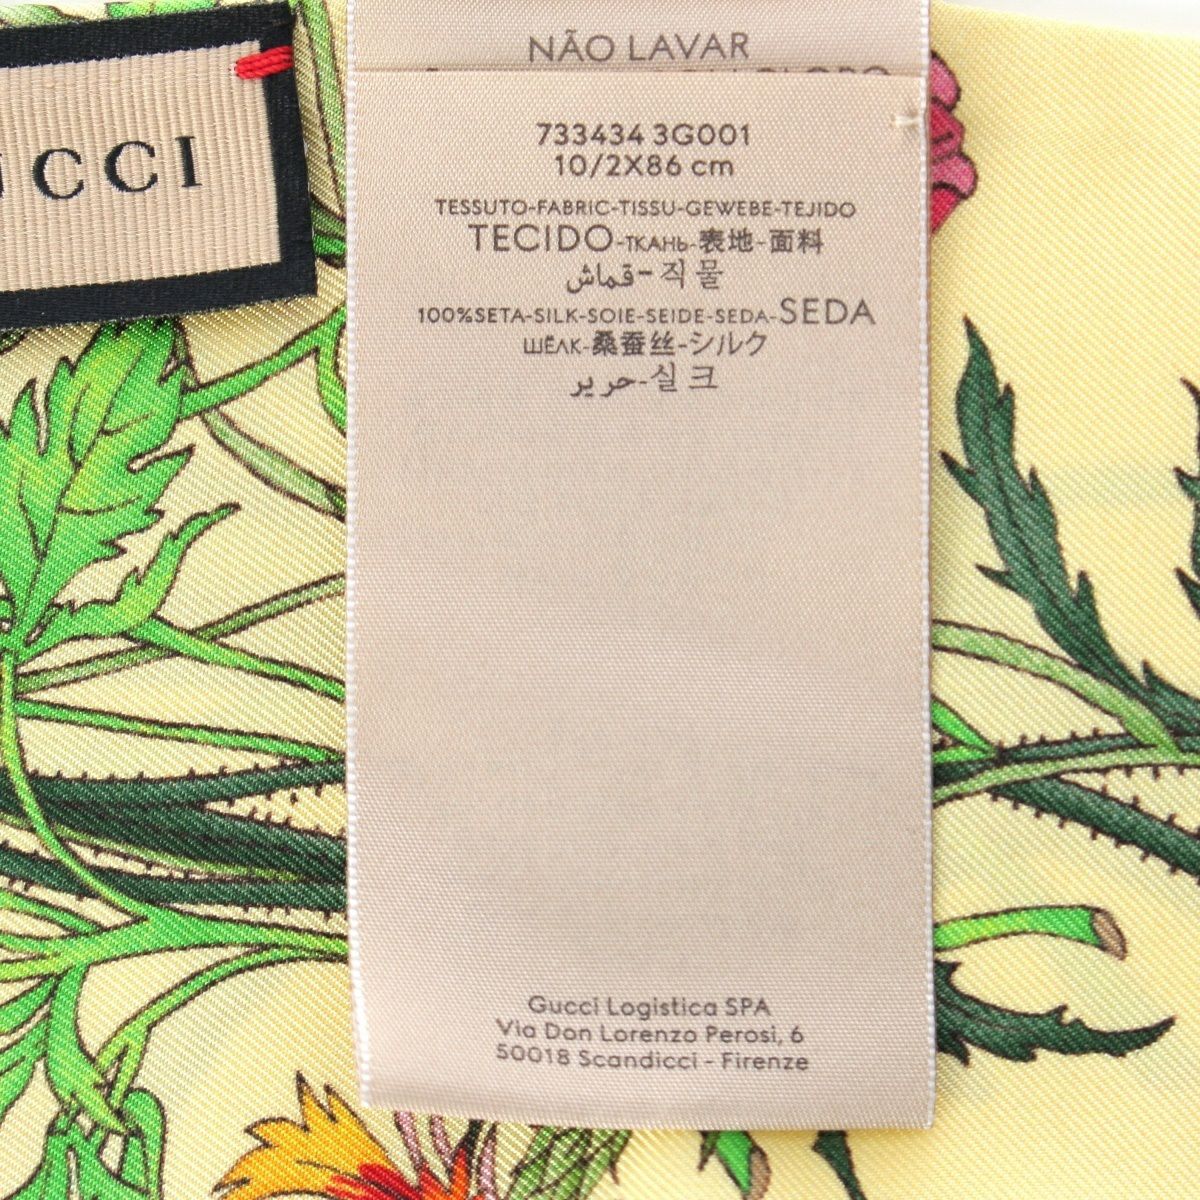 UCCI
NÃO LAVAR
733434 3G001
10/2X86 cm
TESSUTO-FABRIC-TISSU-GEWEBE-TEJIDO
TECIDO-ТКАНЬ-表地-面料
قماش-직물
100%SETA-SILK-SOIE-SEIDE-SEDA-SEDA
ШЁЛК-桑蚕丝-シルク
حرير-실크
Gucci Logistica SPA
Via Don Lorenzo Perosi, 6
50018 Scandicci - Firenze